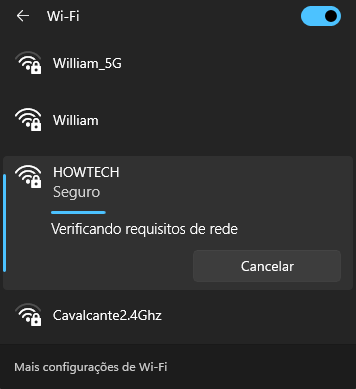 Wi-Fi
William_5G
William
HOWTECH
Seguro
Verificando requisitos de rede
Cancelar
Cavalcante2.4Ghz
Mais configurações de Wi-Fi